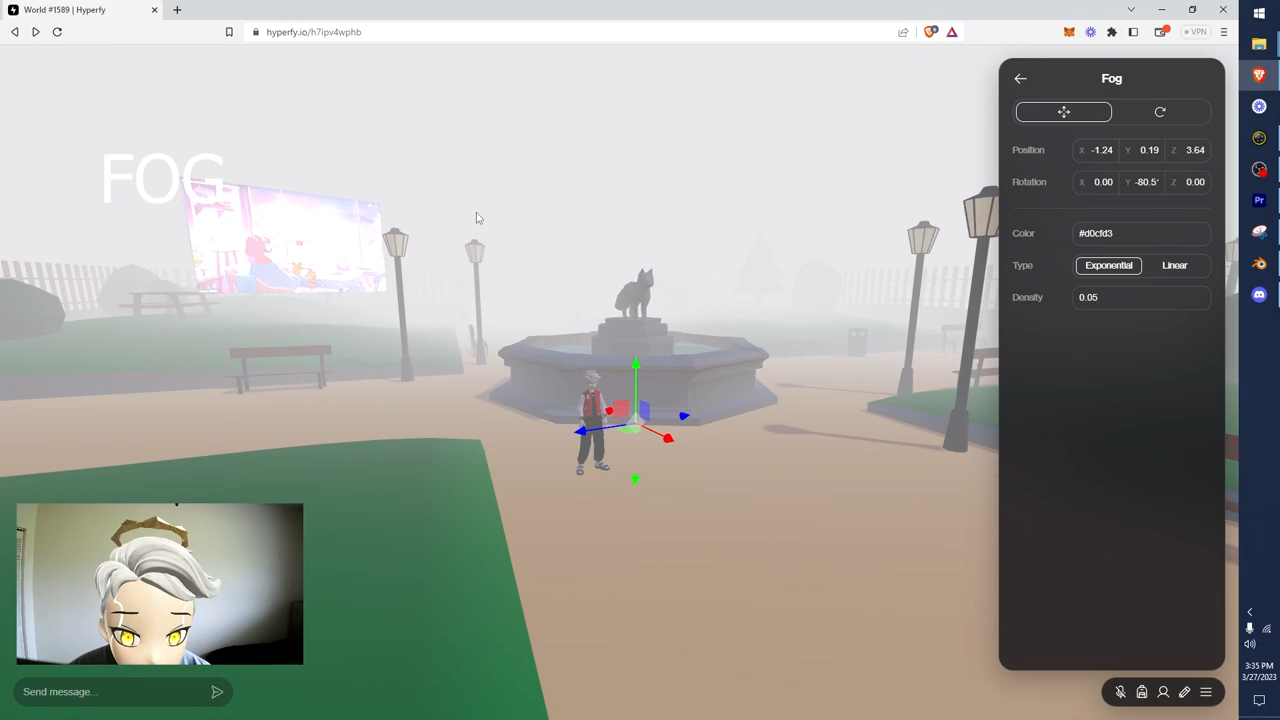 World #1589 | Hyperfy
hyperfy.io/h7ipv4wphb
VPN
FOG
Fog
Position X -1.24 Y 0.19 Z 3.64
Rotation X 0.00 Y -80.5 Z 0.00
Color #d0cfd3
Type Exponential Linear
Density 0.05
Send message...
Pr
3:35 PM
3/27/2023